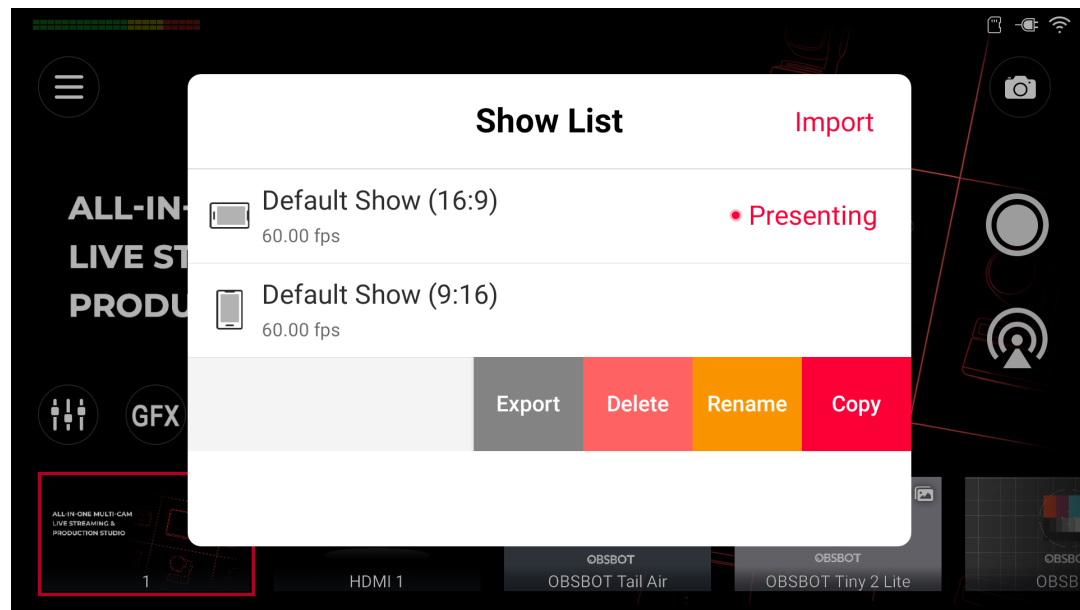 Show List
Import
ALL-IN-
LIVE ST
PRODU
Default Show (16:9)
60.00 fps
Presenting
Default Show (9:16)
60.00 fps
GFX
Export
Delete
Rename
Copy
ALL-IN-ONE MULTI-CAM
LIVE STREAMING &
PRODUCTION STUDIO
1
HDMI 1
OBSBOT
OBSBOT Tail Air
OBSBOT
OBSBOT Tiny 2 Lite
OBSBO
OBSB